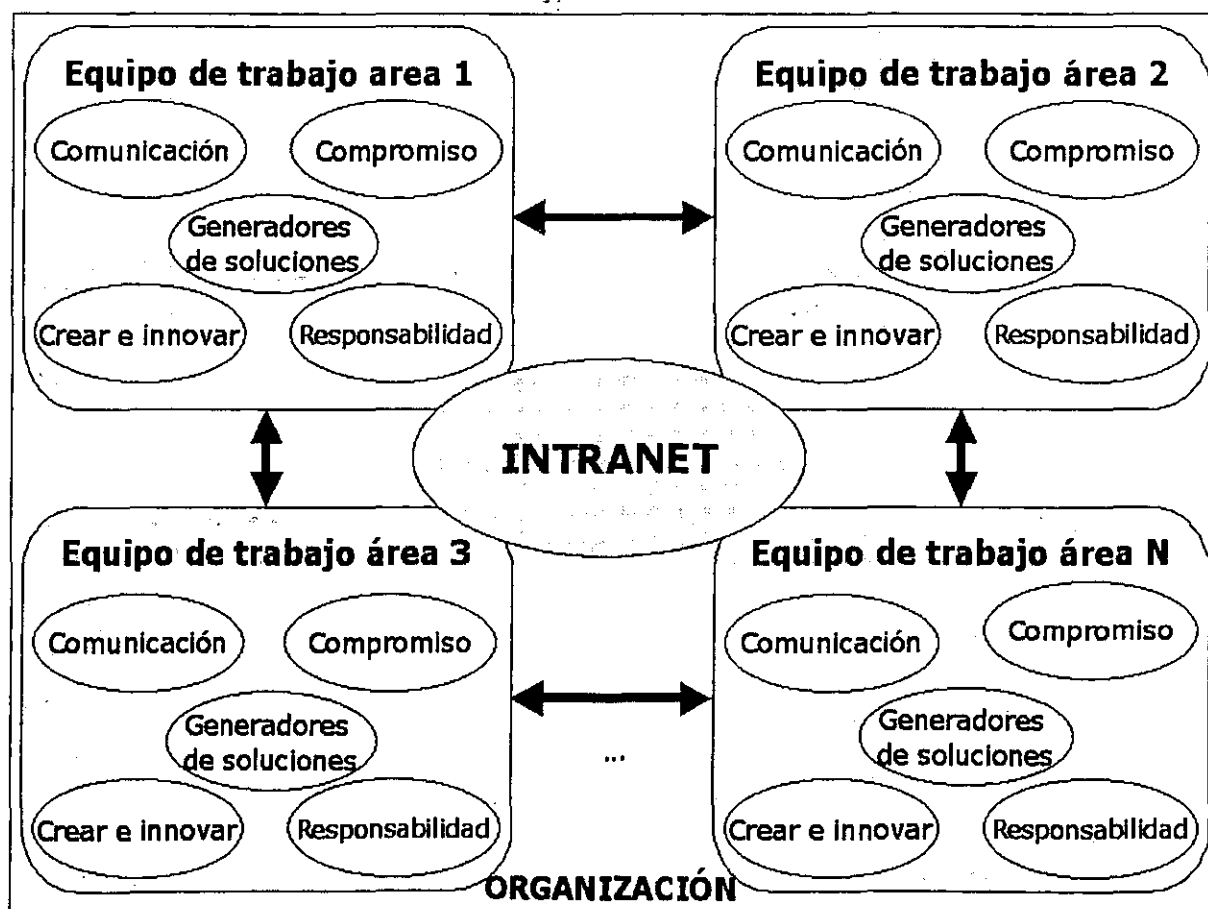 Equipo de trabajo area 1
Comunicación
Compromiso
Generadores
de soluciones
Crear e innovar
Responsabilidad
Equipo de trabajo área 2
Comunicación
Compromiso
Generadores
de soluciones
Crear e innovar
Responsabilidad
INTRANET
Equipo de trabajo área 3
Comunicación
Compromiso
Generadores
de soluciones
Crear e innovar
Responsabilidad
...
Equipo de trabajo área N
Comunicación
Compromiso
Generadores
de soluciones
Crear e innovar
Responsabilidad
ORGANIZACIÓN